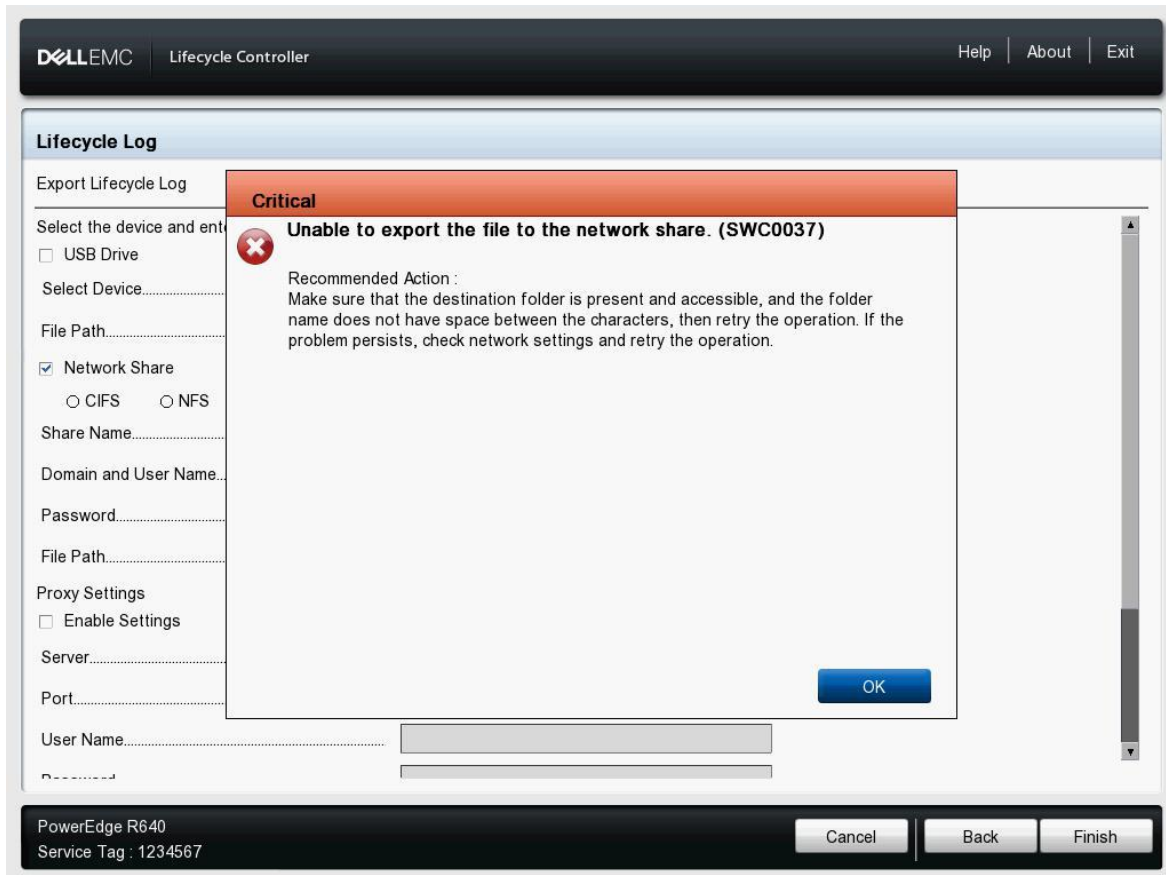 DELLEMC Lifecycle Controller Help About Exit
Lifecycle Log
Export Lifecycle Log
Critical
Select the device and
Unable to export the file to the network share. (SWC0037)
USB Drive
Recommended Action :
Make sure that the destination folder is present and accessible, and the folder
name does not have space between the characters, then retry the operation. If the
problem persists, check network settings and retry the operation.
Select Device
File Path
Network Share
CIFS NFS
Share Name
Domain and User Name
Password
File Path
Proxy Settings
Enable Settings
Server
Port
OK
User Name
PowerEdge R640
Service Tag : 1234567
Cancel Back Finish